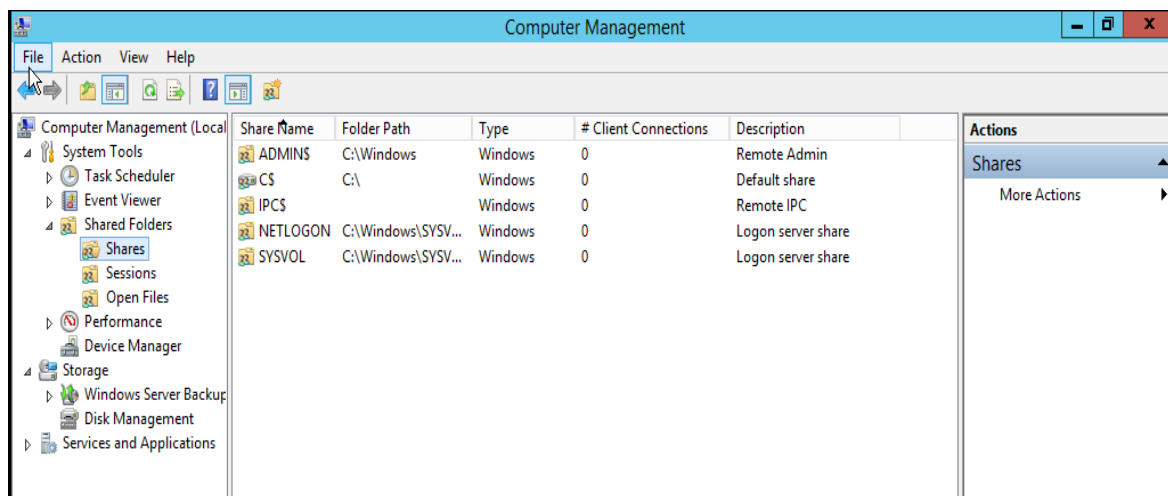 Computer Management
File Action View Help
Computer Management (Local
System Tools
Task Scheduler
Event Viewer
Shared Folders
Shares
Sessions
Open Files
Performance
Device Manager
Storage
Windows Server Backup
Disk Management
Services and Applications
Share Name Folder Path Type # Client Connections Description
ADMIN$ C:\Windows Windows 0 Remote Admin
C$ C:\ Windows 0 Default share
IPC$ Windows 0 Remote IPC
NETLOGON C:\Windows\SYSV... Windows 0 Logon server share
SYSVOL C:\Windows\SYSV... Windows 0 Logon server share
Actions
Shares
More Actions